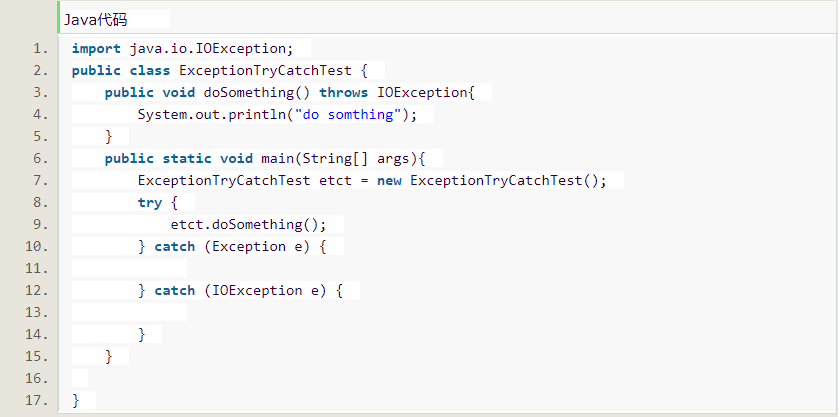 Java代码
1. import java.io.IOException;
2. public class ExceptionTryCatchTest {
3.     public void doSomething() throws IOException{
4.         System.out.println("do somthing");
5.     }
6.     public static void main(String[] args){
7.         ExceptionTryCatchTest etct = new ExceptionTryCatchTest();
8.         try {
9.             etct.doSomething();
10.         } catch (Exception e) {
11.
12.         } catch (IOException e) {
13.
14.         }
15.     }
16.
17. }